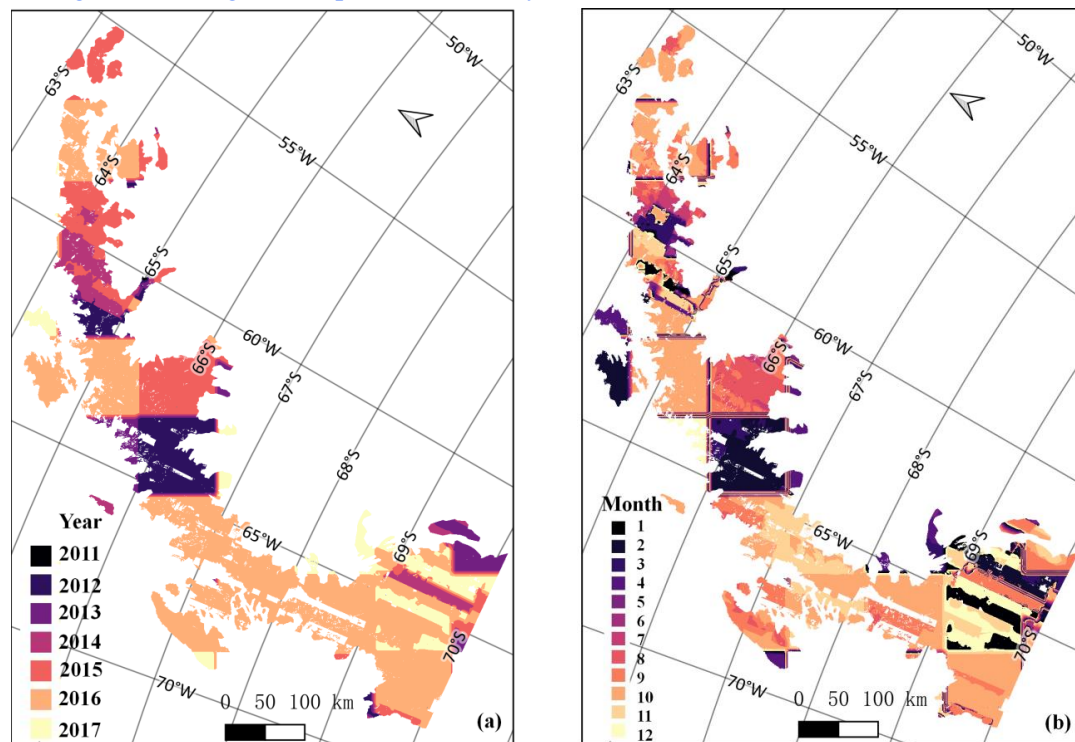 50°W
63°S
55°W
64°S
65°S
60°W
66°S
67°S
68°S
65°W
69°S
70°S
70°W
Year
2011
2012
2013
2014
2015
2016
2017
0 50 100 km
(a)
50°W
63°S
55°W
64°S
65°S
60°W
66°S
67°S
68°S
65°W
69°S
70°S
70°W
Month
1
2
3
4
5
6
7
8
9
10
11
12
0 50 100 km
(b)